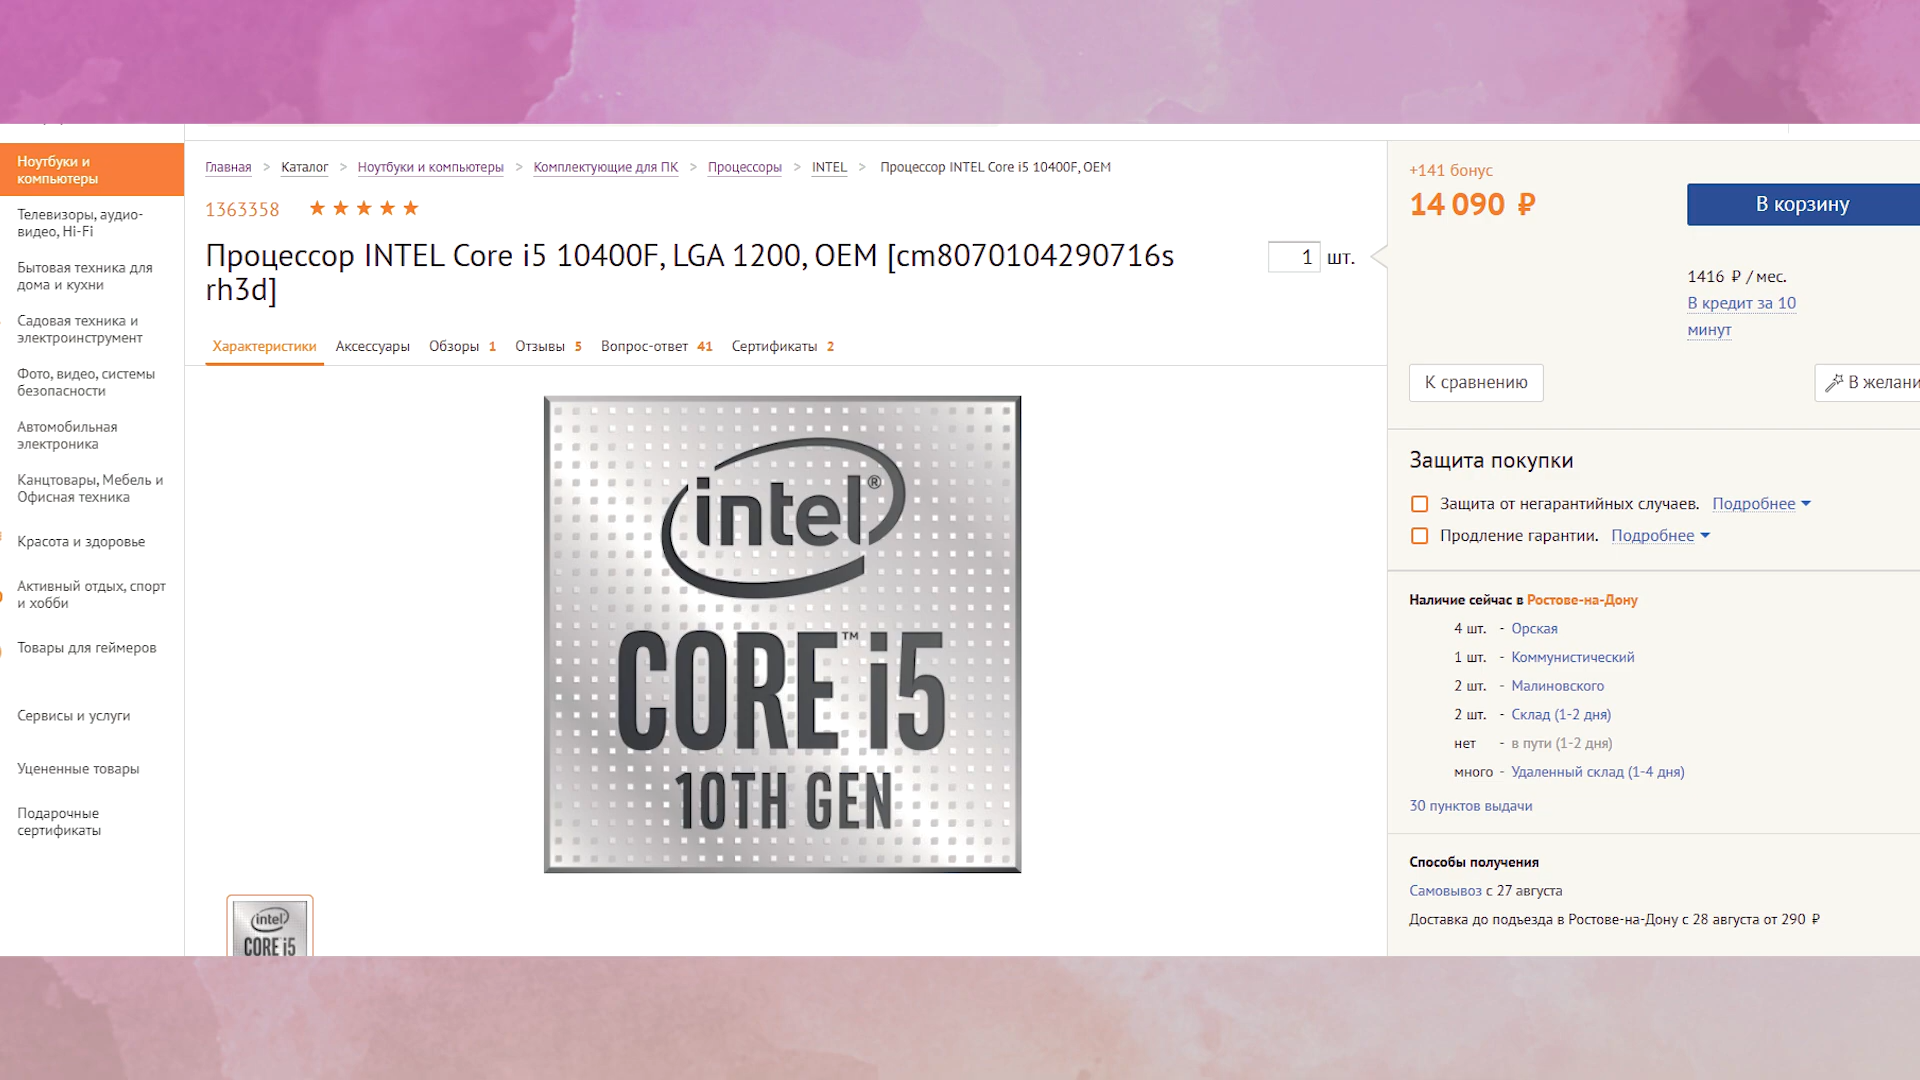 Ноутбуки и
компьютеры
Телевизоры, аудио-
видео, Hi-Fi
Бытовая техника для
дома и кухни
Садовая техника и
электроинструмент
Фото, видео, системы
безопасности
Автомобильная
электроника
Канцтовары, Мебель и
Офисная техника
Красота и здоровье
Активный отдых, спорт
и хобби
Товары для геймеров
Сервисы и услуги
Уцененные товары
Подарочные
сертификаты
Главная > Каталог > Ноутбуки и компьютеры > Комплектующие для ПК > Процессоры > INTEL > Процессор INTEL Core i5 10400F, OEM
1363358
Процессор INTEL Core i5 10400F, LGA 1200, OEM [cm8070104290716s
rh3d]
1 шт.
Характеристики Аксессуары Обзоры 1 Отзывы 5 Вопрос-ответ 41 Сертификаты 2
intel®
CORE™ i5
10TH GEN
intel
CORE i5
+141 бонус
14 090 ₽
В корзину
1416 ₽ / мес.
В кредит за 10
минут
К сравнению
В желани
Защита покупки
Защита от негарантийных случаев. Подробнее
Продление гарантии. Подробнее
Наличие сейчас в Ростове-на-Дону
4 шт. - Орская
1 шт. - Коммунистический
2 шт. - Малиновского
2 шт. - Склад (1-2 дня)
нет - в пути (1-2 дня)
много - Удаленный склад (1-4 дня)
30 пунктов выдачи
Способы получения
Самовывоз с 27 августа
Доставка до подъезда в Ростове-на-Дону с 28 августа от 290 ₽